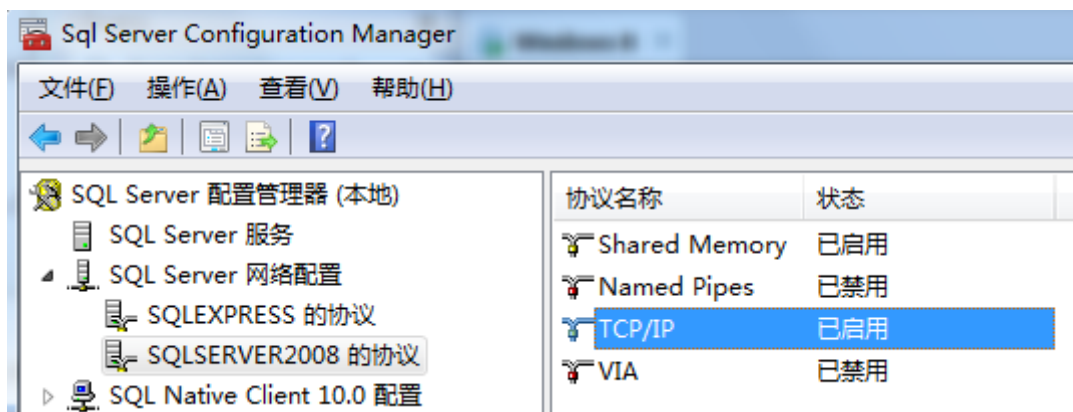 Sql Server Configuration Manager
文件(F) 操作(A) 查看(V) 帮助(H)
SQL Server 配置管理器 (本地)
SQL Server 服务
SQL Server 网络配置
SQLEXPRESS 的协议
SQLSERVER2008 的协议
SQL Native Client 10.0 配置
协议名称 状态
Shared Memory 已启用
Named Pipes 已禁用
TCP/IP 已启用
VIA 已禁用